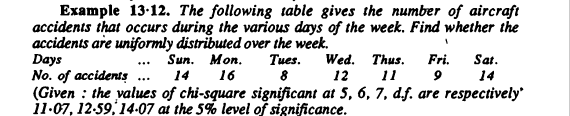 Example 13·12. The following table gives the number of aircraft
accidents that occurs during the various days of the week. Find whether the
accidents are uniformly distributed over the week.
Days ... Sun. Mon. Tues. Wed. Thus. Fri. Sat.
No. of accidents ... 14 16 8 12 11 9 14
(Given : the values of chi-square significant at 5, 6, 7, d.f. are respectively
11·07, 12·59, 14·07 at the 5% level of significance.